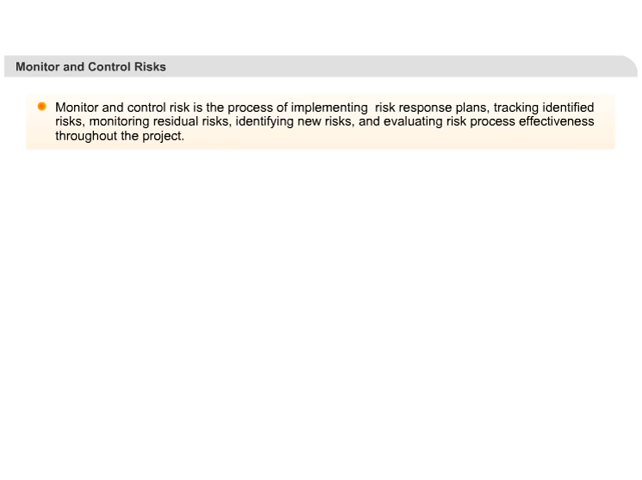 Monitor and Control Risks
Monitor and control risk is the process of implementing  risk response plans, tracking identified
risks, monitoring residual risks, identifying new risks, and evaluating risk process effectiveness
throughout the project.